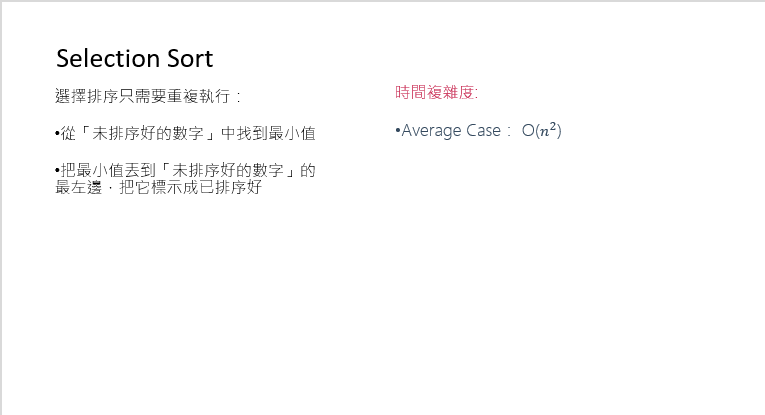 Selection Sort
選擇排序只需要重複執行：
•從「未排序好的數字」中找到最小值
•把最小值丟到「未排序好的數字」的
最左邊，把它標示成已排序好
時間複雜度:
•Average Case： O(n²)